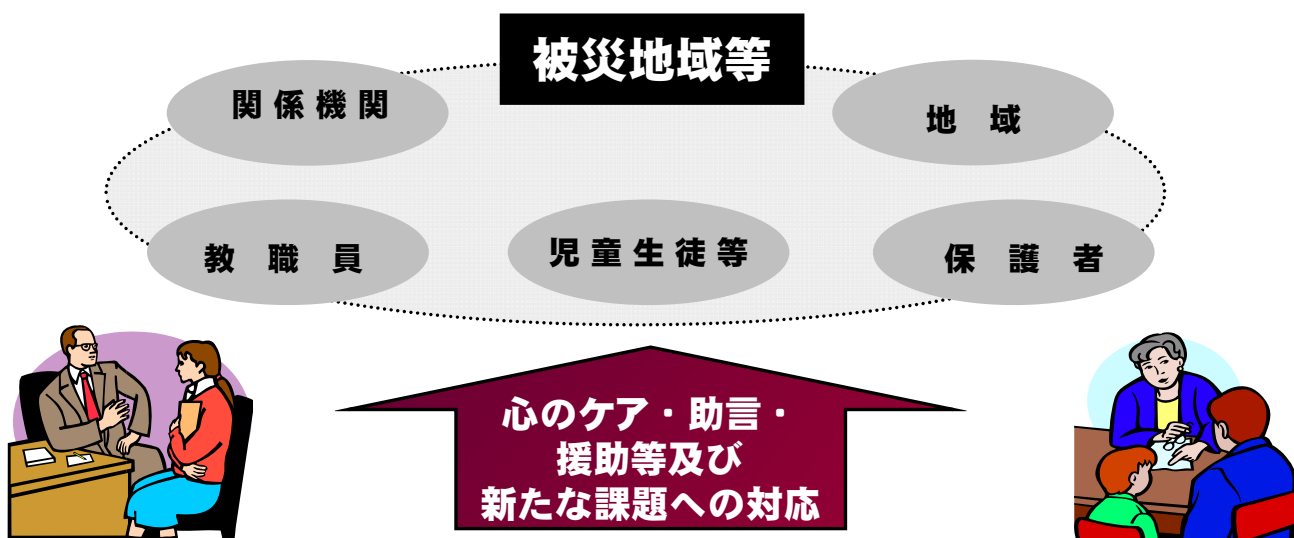 被災地域等
関係機関
地　域
教　職　員
児童生徒等
保　護　者
心のケア・助言・
援助等及び
新たな課題への対応